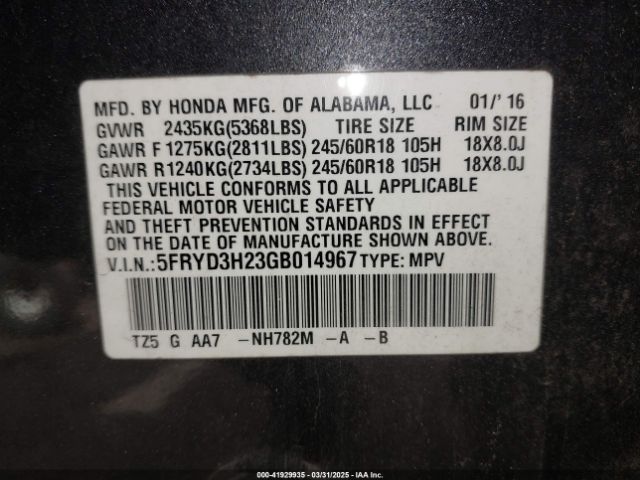 MFD. BY HONDA MFG. OF ALABAMA, LLC 01/'16
GVWR 2435KG(5368LBS) TIRE SIZE RIM SIZE
GAWR F 1275KG(2811LBS) 245/60R18 105H 18X8.0J
GAWR R1240KG(2734LBS) 245/60R18 105H 18X8.0J
THIS VEHICLE CONFORMS TO ALL APPLICABLE
FEDERAL MOTOR VEHICLE SAFETY
AND THEFT PREVENTION STANDARDS IN EFFECT
ON THE DATE OF MANUFACTURE SHOWN ABOVE.
V.I.N.:5FRYD3H23GB014967 TYPE: MPV
TZ5 G AA7 -NH782M -A -B
000-41929935 - 03/31/2025 - IAAI Inc.